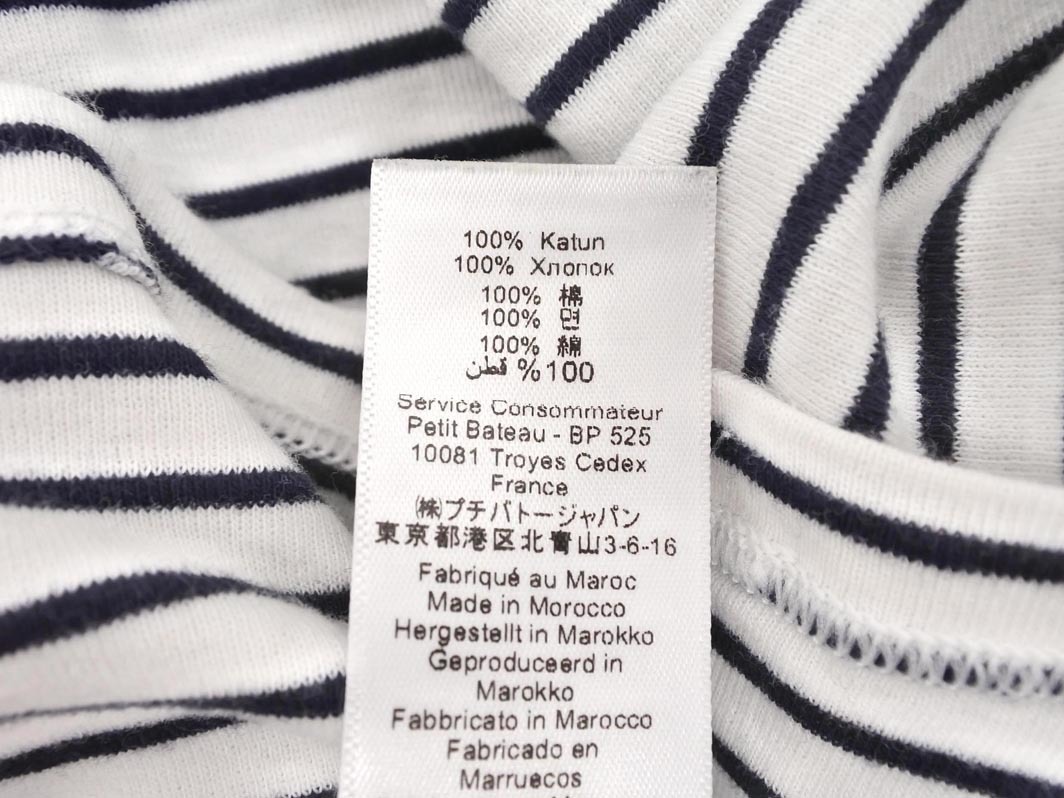 100% Katun
100% Хлопок
100% 棉
100% 면
100% 綿
100% قطن
Service Consommateur
Petit Bateau - BP 525
10081 Troyes Cedex
France
㈱プチバトージャパン
東京都港区北青山3-6-16
Fabriqué au Maroc
Made in Morocco
Hergestellt in Marokko
Geproduceerd in
Marokko
Fabbricato in Marocco
Fabricado en
Marruecos